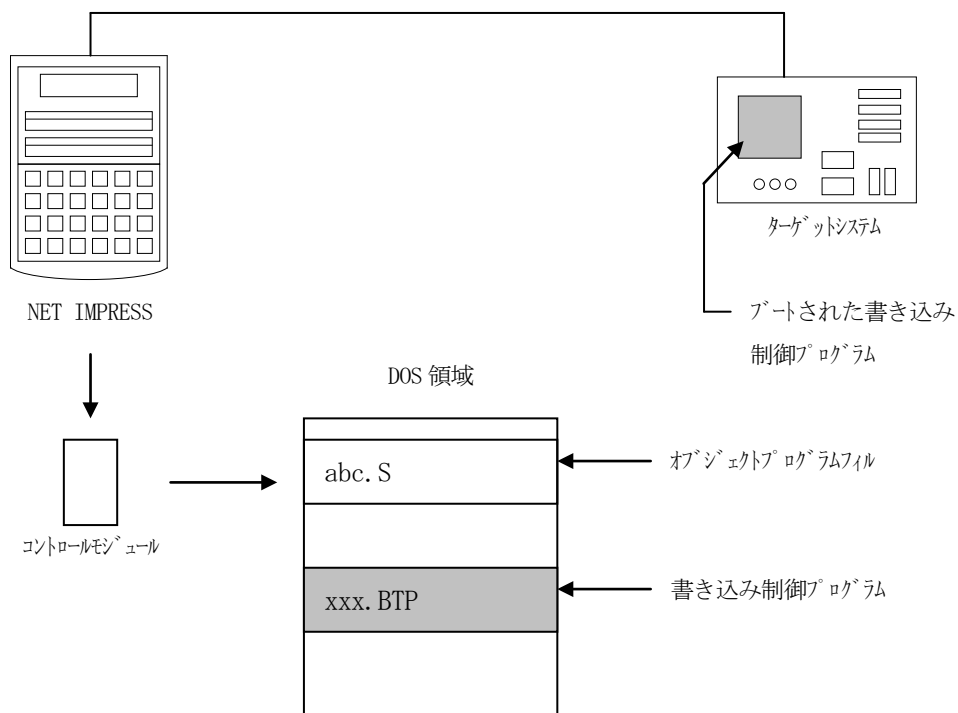 ターゲットシステム
NET IMPRESS
ブートされた書き込み
制御プログラム
DOS 領域
abc.S
オブジェクトプログラムフィル
コントロールモジュール
xxx.BTP
書き込み制御プログラム